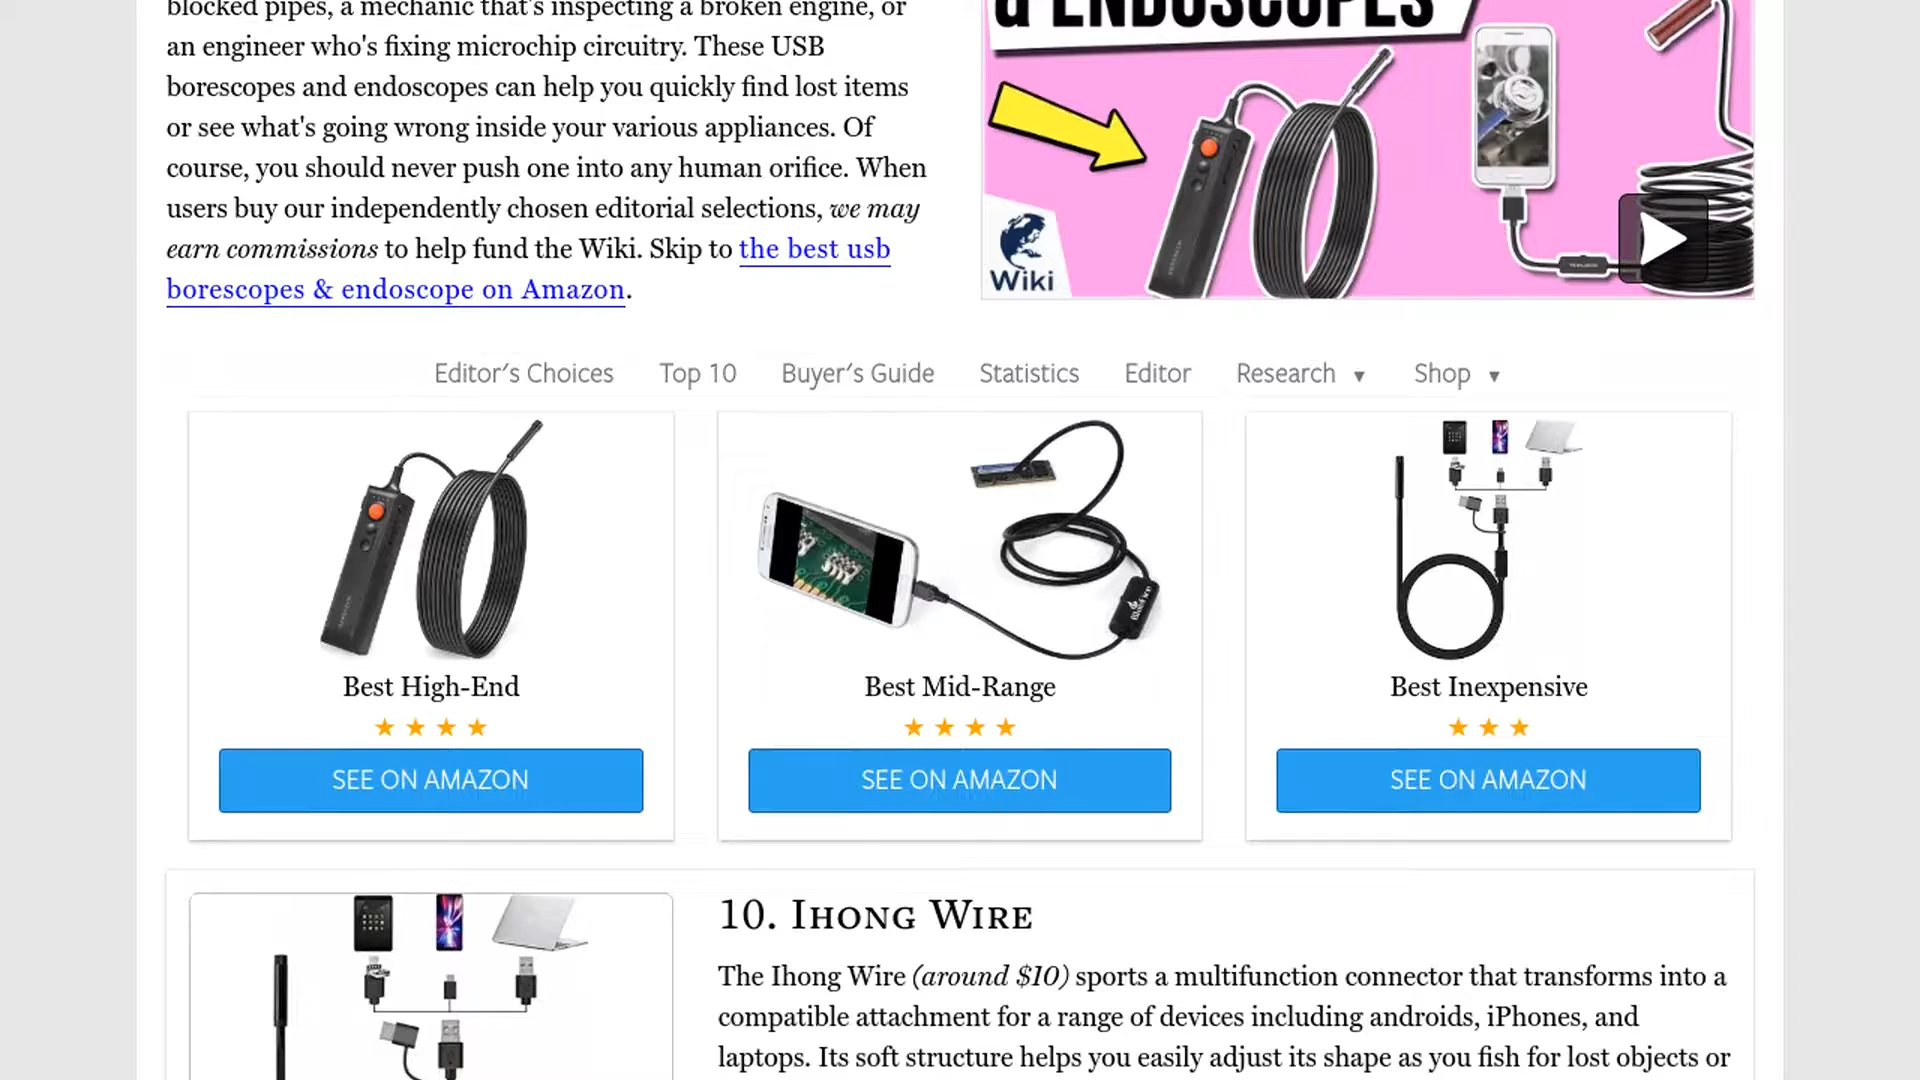 blocked pipes, a mechanic that's inspecting a broken engine, or
an engineer who's fixing microchip circuitry. These USB
borescopes and endoscopes can help you quickly find lost items
or see what's going wrong inside your various appliances. Of
course, you should never push one into any human orifice. When
users buy our independently chosen editorial selections, we may
earn commissions to help fund the Wiki. Skip to the best usb
borescopes & endoscope on Amazon.
& ENDOSCOPES
Wiki
Editor's Choices Top 10 Buyer's Guide Statistics Editor Research ▼ Shop ▼
Best High-End
★ ★ ★ ★
SEE ON AMAZON
Best Mid-Range
★ ★ ★ ★
SEE ON AMAZON
Best Inexpensive
★ ★ ★
SEE ON AMAZON
10. Ihong Wire
The Ihong Wire (around $10) sports a multifunction connector that transforms into a
compatible attachment for a range of devices including androids, iPhones, and
laptops. Its soft structure helps you easily adjust its shape as you fish for lost objects or